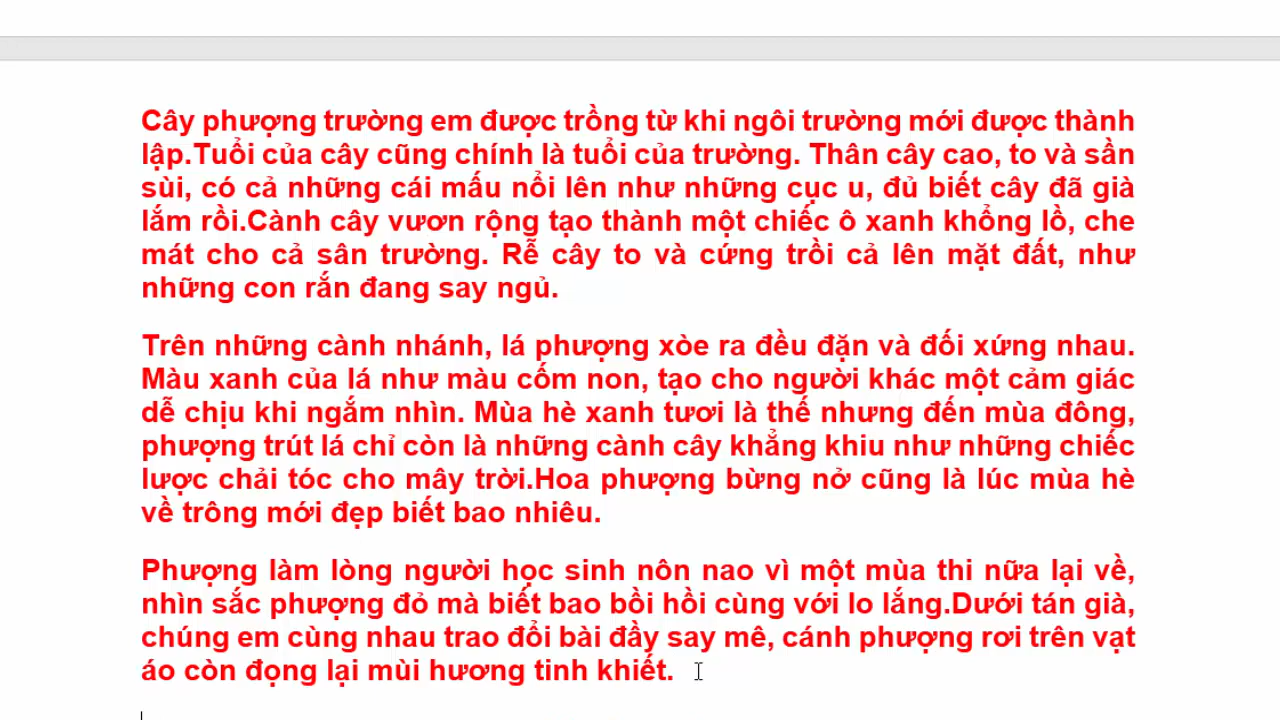 Cây phượng trường em được trồng từ khi ngôi trường mới được thành
lập.Tuổi của cây cũng chính là tuổi của trường. Thân cây cao, to và sần
sùi, có cả những cái mấu nổi lên như những cục u, đủ biết cây đã già
lắm rồi.Cành cây vươn rộng tạo thành một chiếc ô xanh khổng lồ, che
mát cho cả sân trường. Rễ cây to và cứng trồi cả lên mặt đất, như
những con rắn đang say ngủ.
Trên những cành nhánh, lá phượng xòe ra đều đặn và đối xứng nhau.
Màu xanh của lá như màu cốm non, tạo cho người khác một cảm giác
dễ chịu khi ngắm nhìn. Mùa hè xanh tươi là thế nhưng đến mùa đông,
phượng trút lá chỉ còn là những cành cây khẳng khiu như những chiếc
lược chải tóc cho mây trời.Hoa phượng bừng nở cũng là lúc mùa hè
về trông mới đẹp biết bao nhiêu.
Phượng làm lòng người học sinh nôn nao vì một mùa thi nữa lại về,
nhìn sắc phượng đỏ mà biết bao bồi hồi cùng với lo lắng.Dưới tán già,
chúng em cùng nhau trao đổi bài đầy say mê, cánh phượng rơi trên vạt
áo còn đọng lại mùi hương tinh khiết.